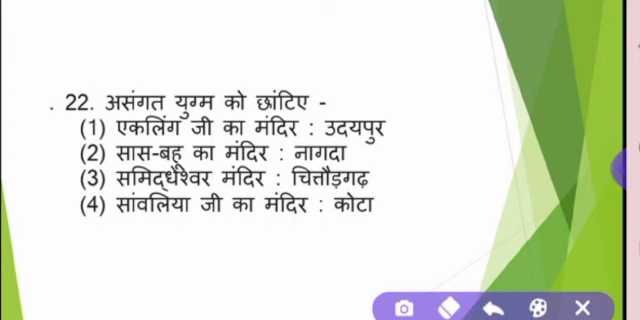 . 22. असंगत युग्म को छांटिए -
(1) एकलिंग जी का मंदिर : उदयपुर
(2) सास-बहू का मंदिर : नागदा
(3) समिद्धेश्वर मंदिर : चित्तौड़गढ़
(4) सांवलिया जी का मंदिर : कोटा